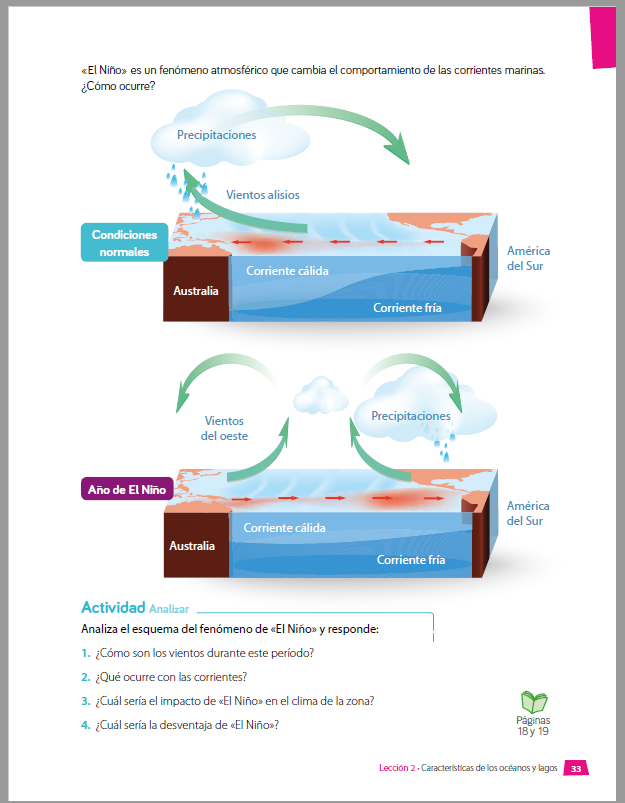 «El Niño» es un fenómeno atmosférico que cambia el comportamiento de las corrientes marinas.
¿Cómo ocurre?
Precipitaciones
Vientos alisios
Condiciones
normales
América
del Sur
Corriente cálida
Australia
Corriente fría
Vientos
del oeste
Precipitaciones
Año de El Niño
América
del Sur
Corriente cálida
Australia
Corriente fría
Actividad Analizar
Analiza el esquema del fenómeno de «El Niño» y responde:
1. ¿Cómo son los vientos durante este período?
2. ¿Qué ocurre con las corrientes?
3. ¿Cuál sería el impacto de «El Niño» en el clima de la zona?
4. ¿Cuál sería la desventaja de «El Niño»?
Páginas
18 y 19
Lección 2 • Características de los océanos y lagos 33